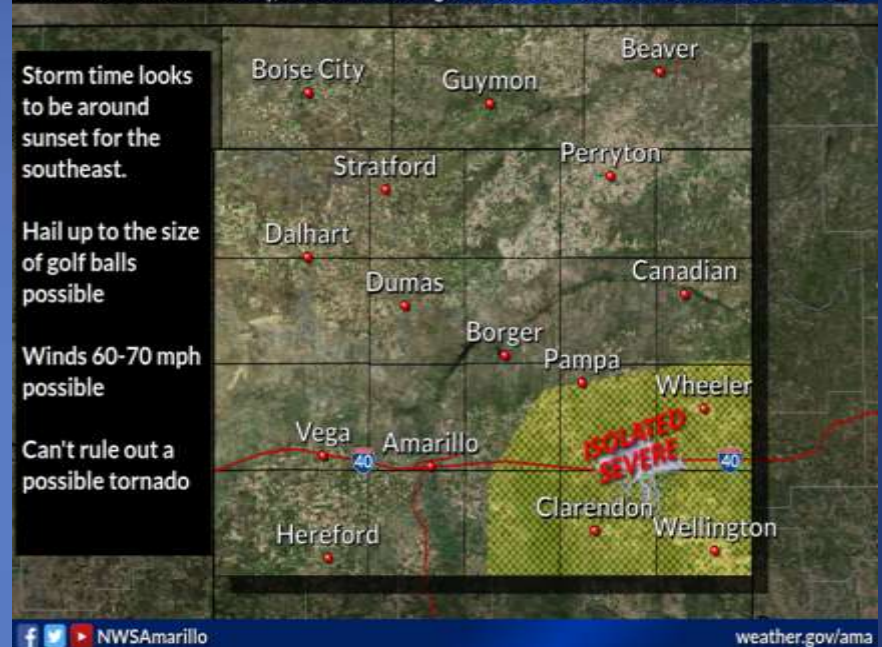 Storm time looks
to be around
sunset for the
southeast.
Hail up to the size
of golf balls
possible
Winds 60-70 mph
possible
Can't rule out a
possible tornado
Boise City
Guymon
Beaver
Stratford
Perryton
Dalhart
Dumas
Canadian
Borger
Pampa
Wheeler
ISOLATED
SEVERE
Vega
40
Amarillo
40
Clarendon
Wellington
Hereford
NWSAmarillo
weather.gov/ama